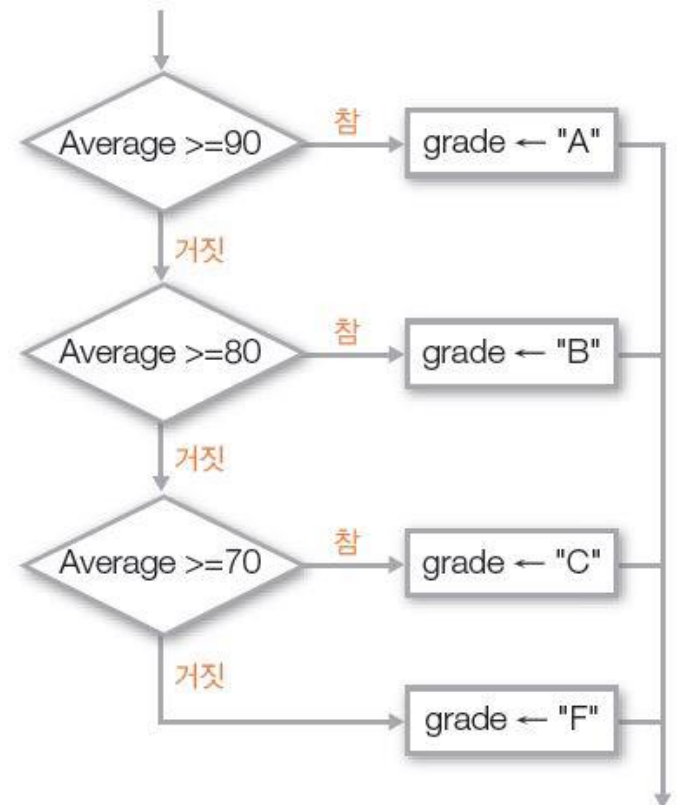 Average >=90
참
grade ← "A"
거짓
Average >=80
참
grade ← "B"
거짓
Average >=70
참
grade ← "C"
거짓
grade ← "F"